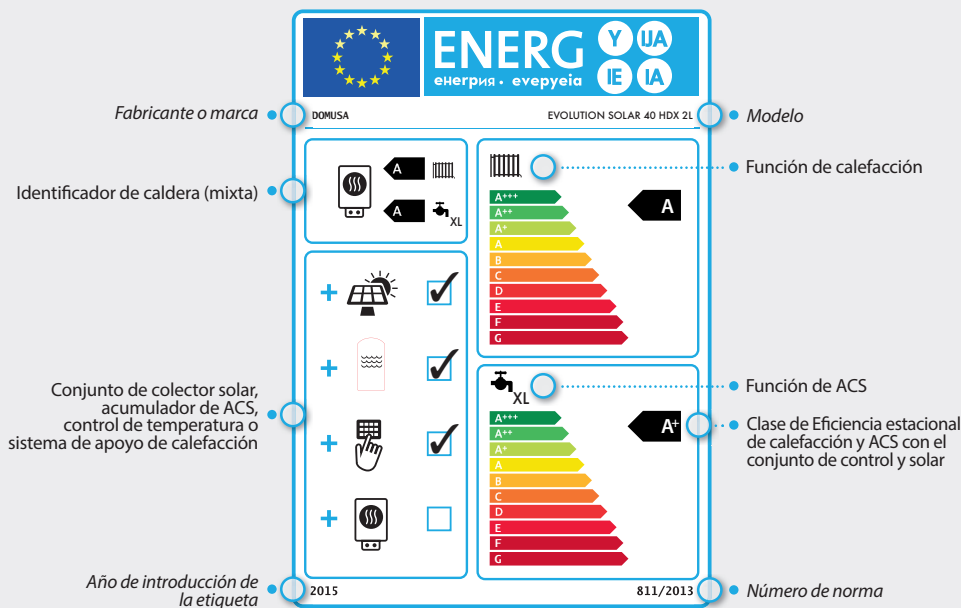 ENERG
Y UA
IE IA
енергия · ενεργεια
Fabricante o marca
DOMUSA
EVOLUTION SOLAR 40 HDX 2L
Modelo
Identificador de caldera (mixta)
A
A
XL
Función de calefacción
A+++
A++
A+
A
B
C
D
E
F
G
A
Conjunto de colector solar,
acumulador de ACS,
control de temperatura o
sistema de apoyo de calefacción
+
+
+
+
XL
Función de ACS
A+++
A++
A+
A
B
C
D
E
F
G
A+
Clase de Eficiencia estacional
de calefacción y ACS con el
conjunto de control y solar
Año de introducción de
la etiqueta
2015
811/2013
Número de norma